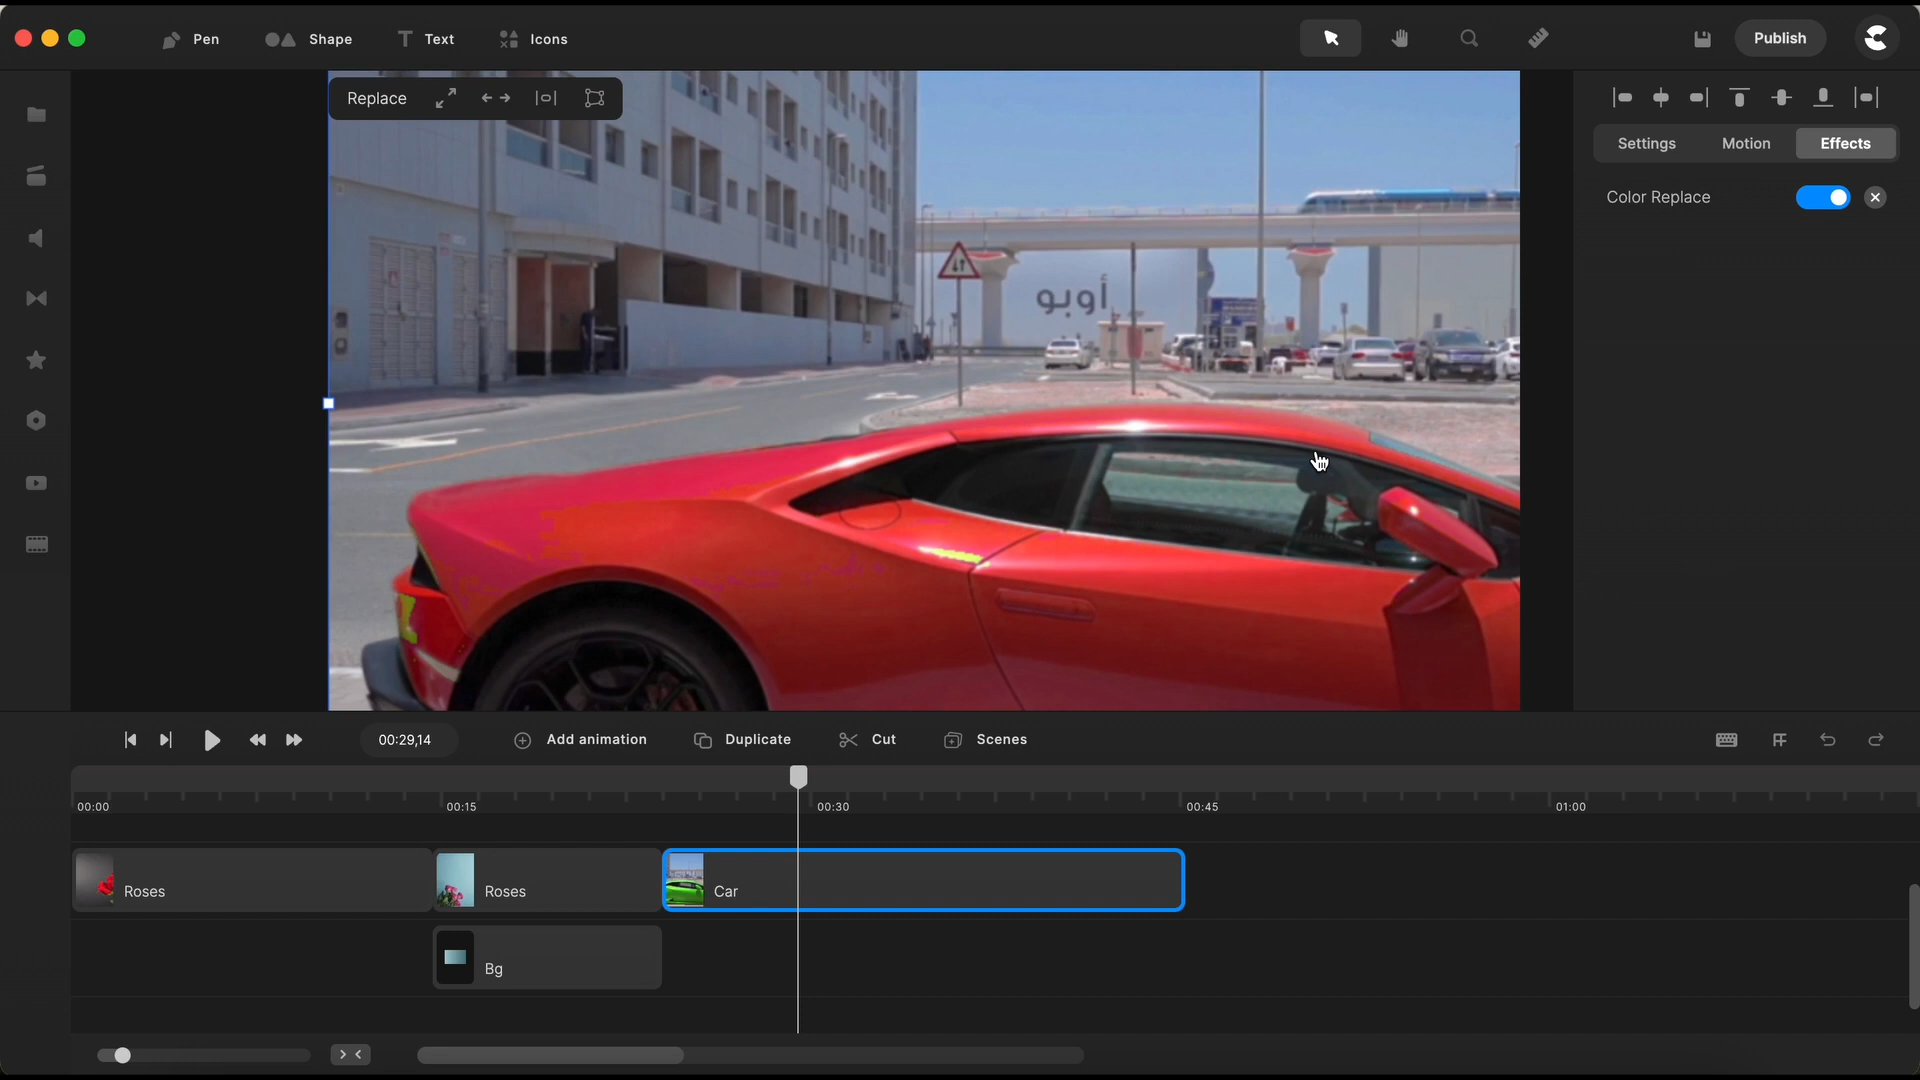 Pen
Shape
Text
Icons
Publish
Replace
Settings
Motion
Effects
Color Replace
أوبو
00:29,14
Add animation
Duplicate
Cut
Scenes
00:00
00:15
00:30
00:45
01:00
Roses
Roses
Car
Bg